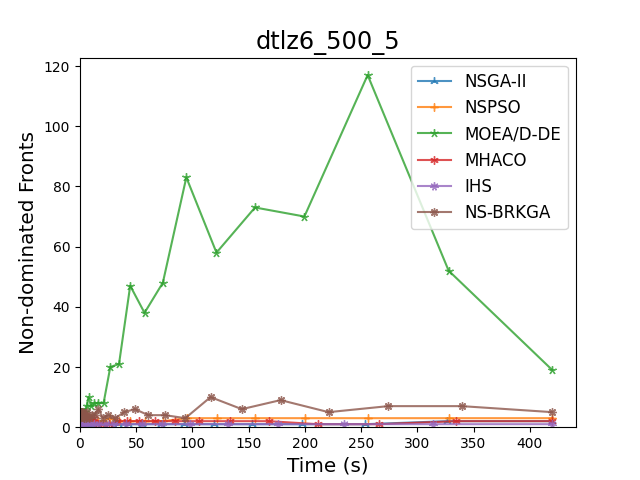 dtlz6_500_5
Non-dominated Fronts
120
100
80
60
40
20
0
0 50 100 150 200 250 300 350 400
Time (s)
NSGA-II
NSPSO
MOEA/D-DE
MHACO
IHS
NS-BRKGA